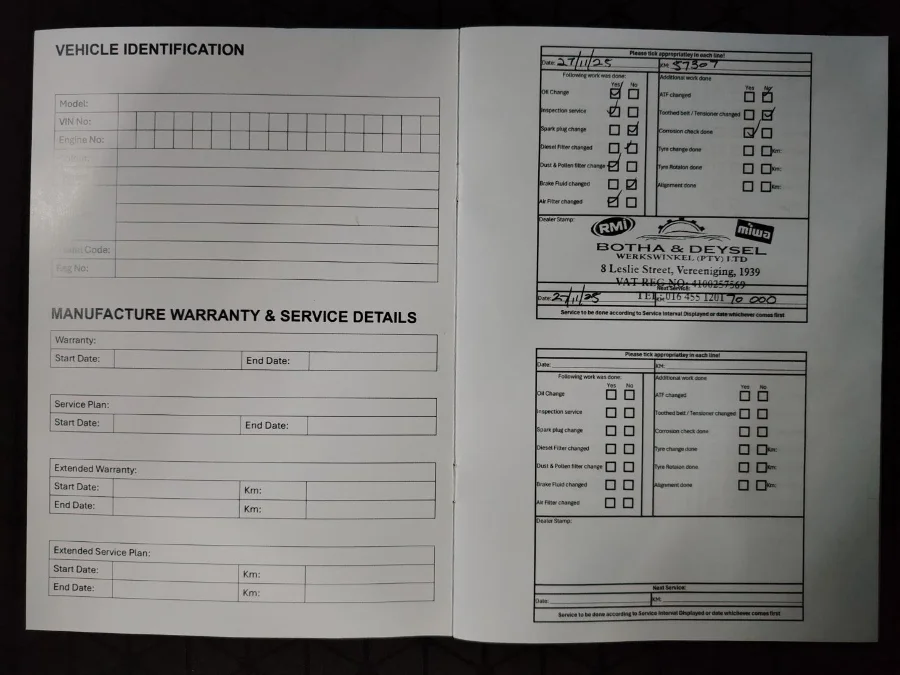 VEHICLE IDENTIFICATION
Model:
VIN No:
Engine No:
Code:
Reg No:
MANUFACTURE WARRANTY & SERVICE DETAILS
Warranty:
Start Date: End Date:
Service Plan:
Start Date: End Date:
Extended Warranty:
Start Date: Km:
End Date: Km:
Extended Service Plan:
Start Date: Km:
End Date: Km:
Please tick appropriatley in each line!
Date: 27/11/25 KM: 57307
Following work was done: Additional work done
Yes No Yes No
Oil Change ATF changed
Inspection service Toothed belt / Tensioner changed
Spark plug change Corrosion check done
Diesel Filter changed Tyre change done Km:
Dust & Pollen filter change Tyre Rotation done Km:
Brake Fluid changed Alignment done Km:
Air Filter changed
Dealer Stamp:
RMI miwa
BOTHA & DEYSEL
WERKSWINKEL (PTY) LTD
8 Leslie Street, Vereeniging, 1939
VAT REG NO: 4100257569
Next Service:
Date: 27/11/25 TEL: 016 455 1201 70 000
Service to be done according to Service Interval Displayed or date whichever comes first
Please tick appropriatley in each line!
Date: KM:
Following work was done: Additional work done
Yes No Yes No
Oil Change ATF changed
Inspection service Toothed belt / Tensioner changed
Spark plug change Corrosion check done
Diesel Filter changed Tyre change done Km:
Dust & Pollen filter change Tyre Rotation done Km:
Brake Fluid changed Alignment done Km:
Air Filter changed
Dealer Stamp:
Next Service:
Date: KM:
Service to be done according to Service Interval Displayed or date whichever comes first